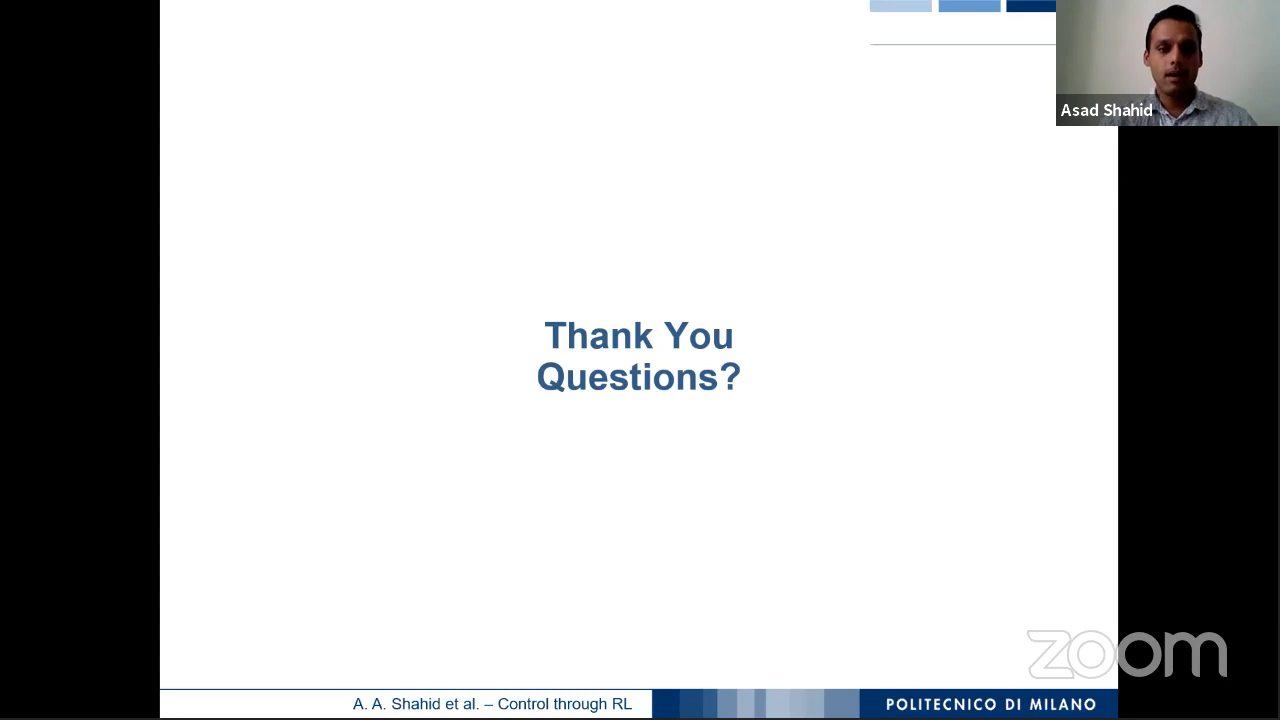 Asad Shahid
Thank You
Questions?
zoom
A. A. Shahid et al. – Control through RL
POLITECNICO DI MILANO